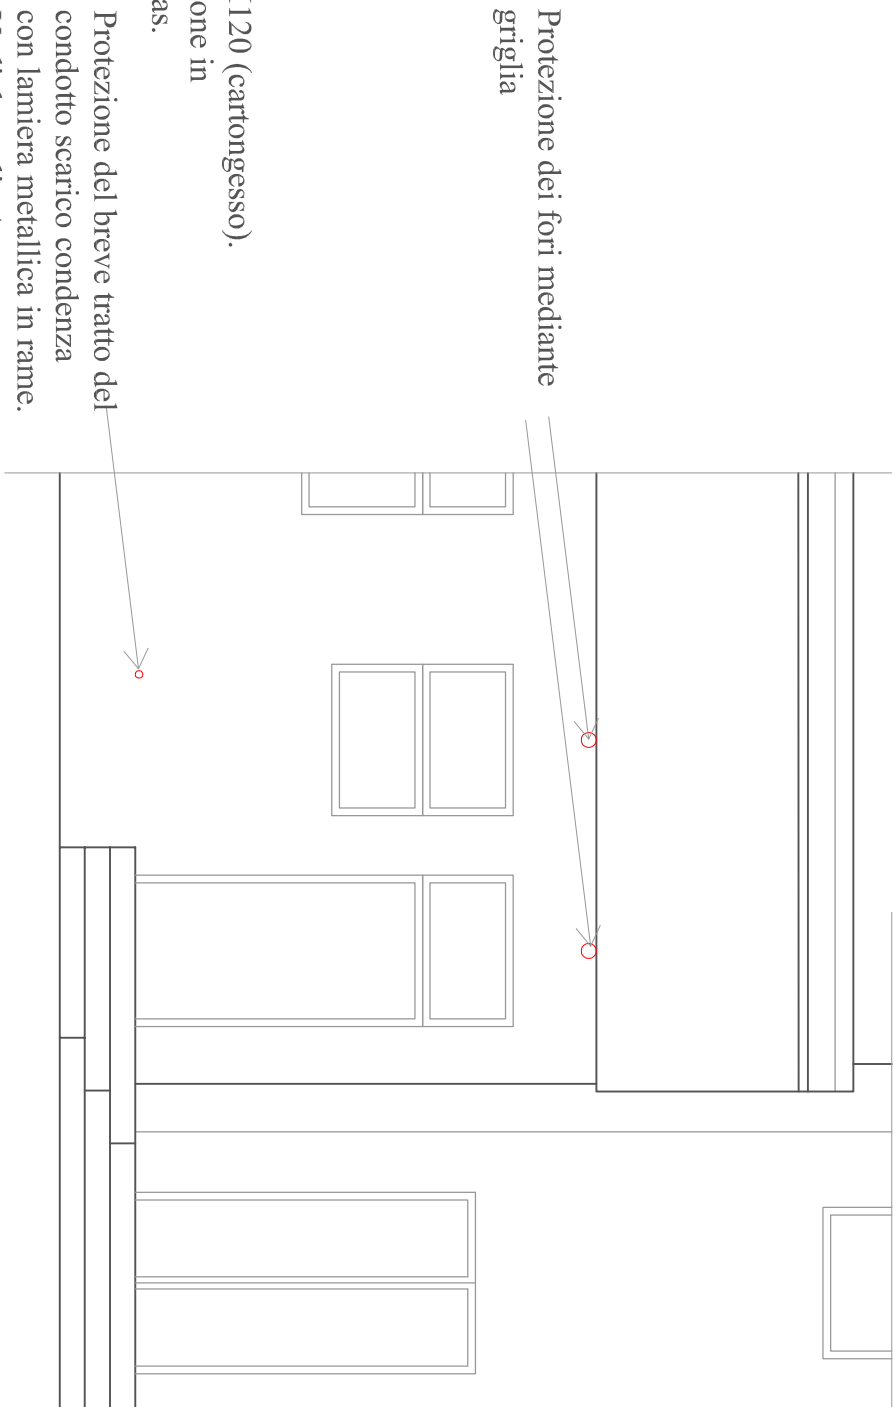 Protezione dei fori mediante
griglia
120 (cartongesso).
one in
as.
Protezione del breve tratto del
condotto scarico condenza
con lamiera metallica in rame.